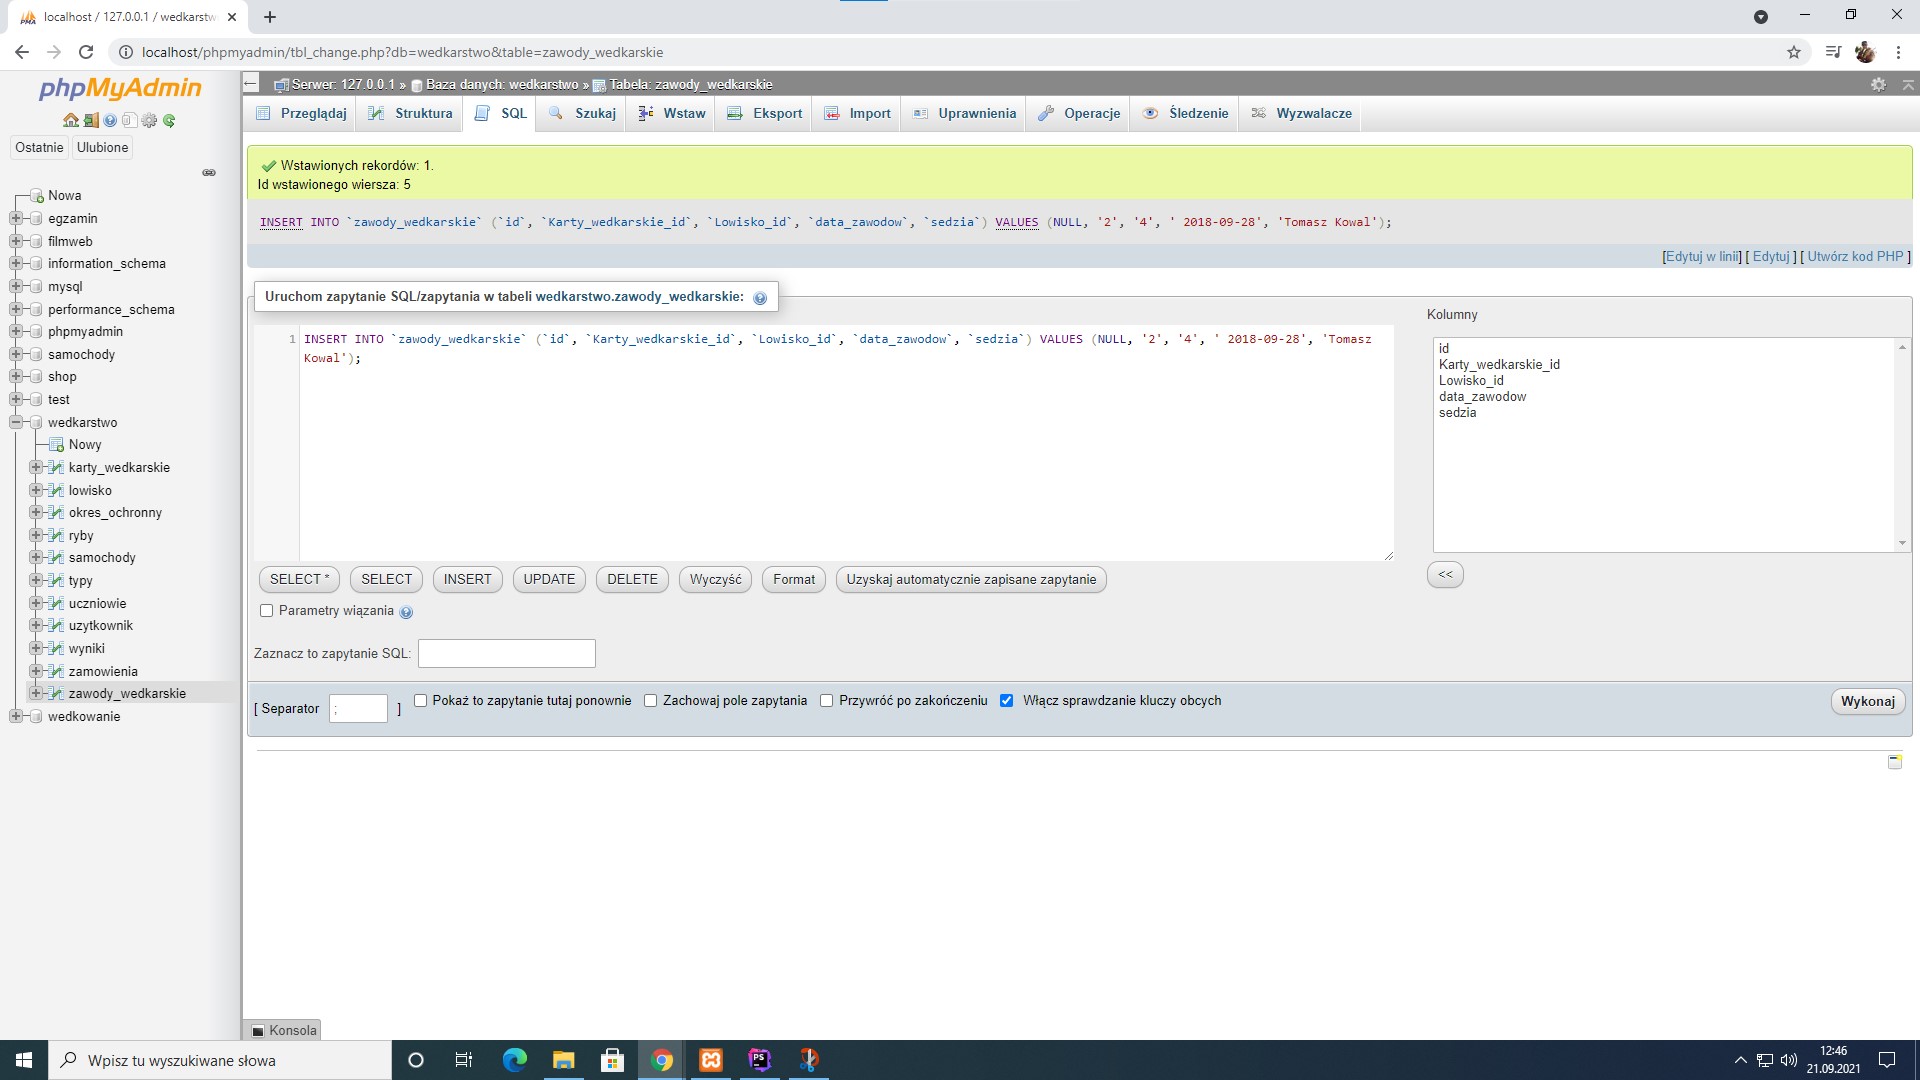 localhost / 127.0.0.1 / wedkarstw
localhost/phpmyadmin/tbl_change.php?db=wedkarstwo&table=zawody_wedkarskie
phpMyAdmin
Ostatnie
Ulubione
Nowa
egzamin
filmweb
information_schema
mysql
performance_schema
phpmyadmin
samochody
shop
test
wedkarstwo
Nowy
karty_wedkarskie
lowisko
okres_ochronny
ryby
samochody
typy
uczniowie
uzytkownik
wyniki
zamowienia
zawody_wedkarskie
wedkowanie
Serwer: 127.0.0.1 » Baza danych: wedkarstwo » Tabela: zawody_wedkarskie
Przeglądaj
Struktura
SQL
Szukaj
Wstaw
Eksport
Import
Uprawnienia
Operacje
Śledzenie
Wyzwalacze
Wstawionych rekordów: 1.
Id wstawionego wiersza: 5
INSERT INTO `zawody_wedkarskie` (`id`, `Karty_wedkarskie_id`, `Lowisko_id`, `data_zawodow`, `sedzia`) VALUES (NULL, '2', '4', ' 2018-09-28', 'Tomasz Kowal');
[Edytuj w linii] [ Edytuj ] [ Utwórz kod PHP ]
Uruchom zapytanie SQL/zapytania w tabeli wedkarstwo.zawody_wedkarskie:
1 INSERT INTO `zawody_wedkarskie` (`id`, `Karty_wedkarskie_id`, `Lowisko_id`, `data_zawodow`, `sedzia`) VALUES (NULL, '2', '4', ' 2018-09-28', 'Tomasz
Kowal');
Kolumny
id
Karty_wedkarskie_id
Lowisko_id
data_zawodow
sedzia
<<
SELECT *
SELECT
INSERT
UPDATE
DELETE
Wyczyść
Format
Uzyskaj automatycznie zapisane zapytanie
Parametry wiązania
Zaznacz to zapytanie SQL:
[ Separator ; ]
Pokaż to zapytanie tutaj ponownie
Zachowaj pole zapytania
Przywróć po zakończeniu
Włącz sprawdzanie kluczy obcych
Wykonaj
Konsola
Wpisz tu wyszukiwane słowa
12:46
21.09.2021